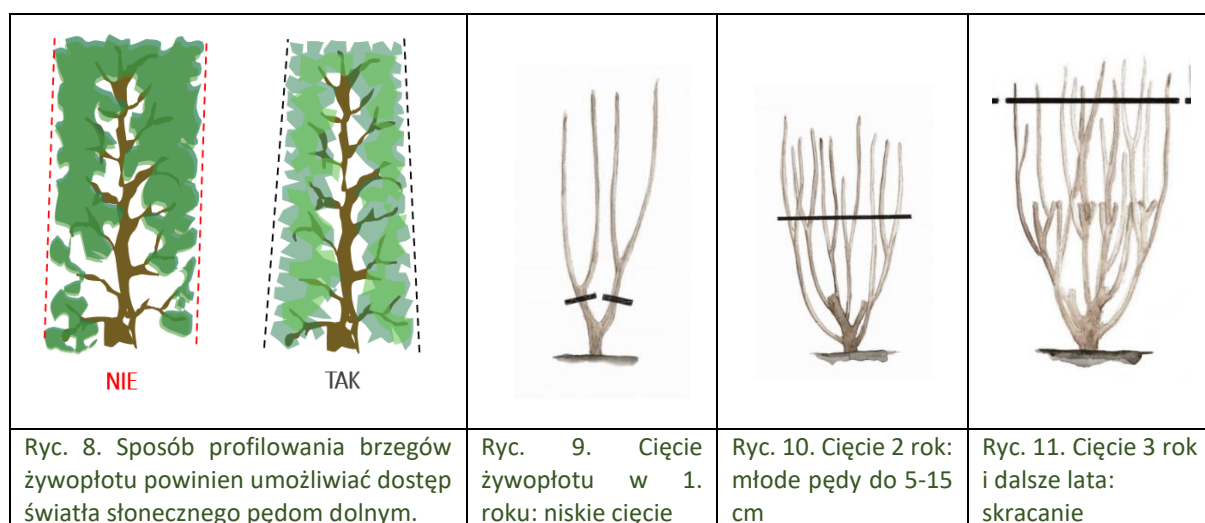 NIE
TAK
Ryc. 8. Sposób profilowania brzegów
żywopłotu powinien umożliwiać dostęp
światła słonecznego pędom dolnym.
Ryc. 9. Cięcie
żywopłotu w 1.
roku: niskie cięcie
Ryc. 10. Cięcie 2 rok:
młode pędy do 5-15
cm
Ryc. 11. Cięcie 3 rok
i dalsze lata:
skracanie